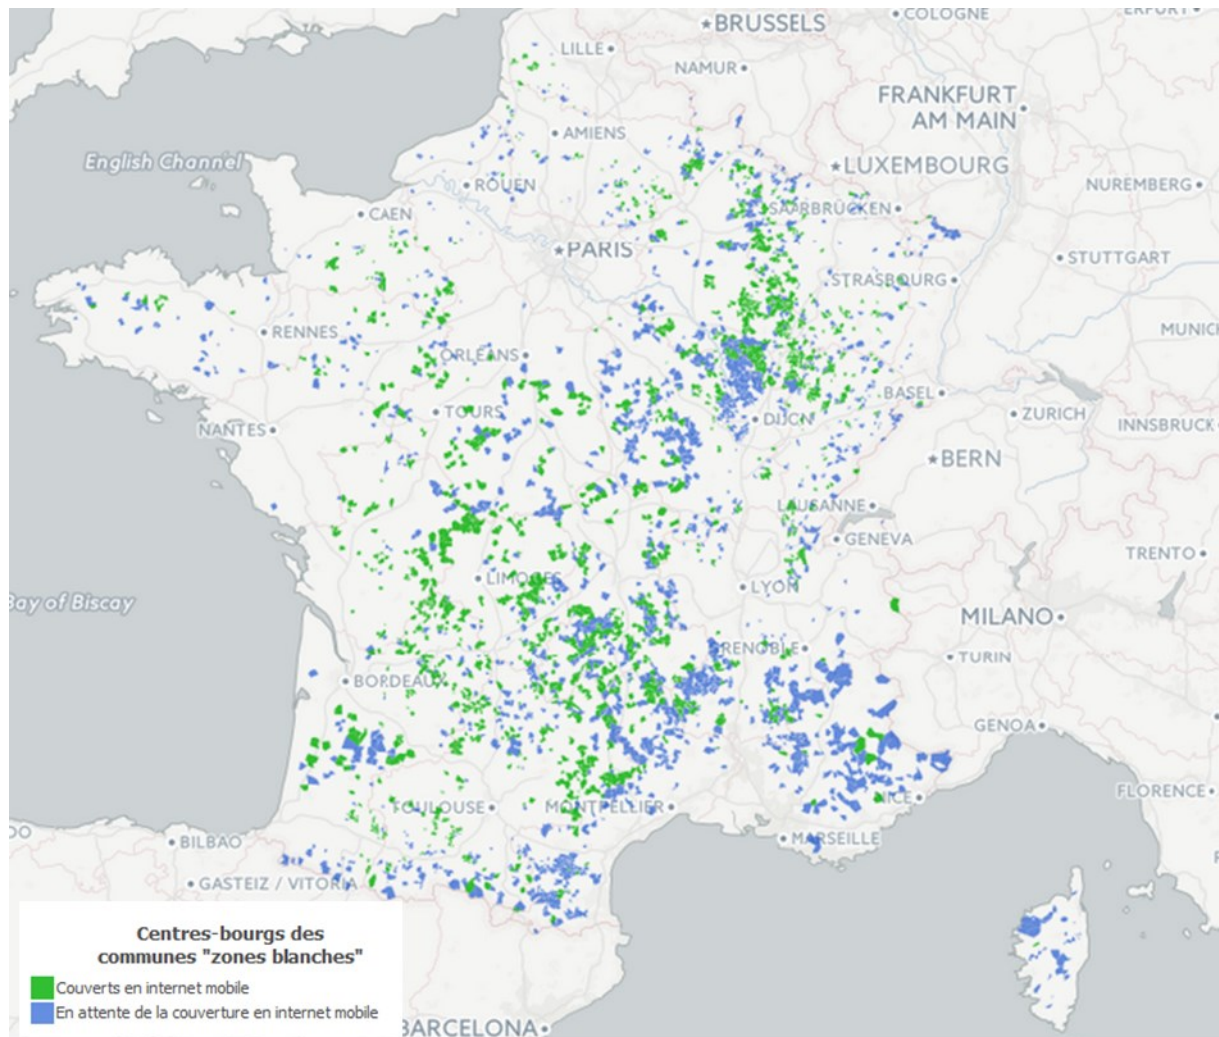 COLOGNE
ERFURT
BRUSSELS
LILLE
NAMUR
FRANKFURT
AM MAIN
AMIENS
English Channel
LUXEMBOURG
ROUEN
NUREMBERG
CAEN
SAARBRÜCKEN
PARIS
STUTTGART
STRASBOURG
RENNES
MUNIC
ORLÉANS
BASEL
TOURS
ZURICH
NANTES
DIJON
INNSBRUCK
BERN
LAUSANNE
GENEVA
TRENTO
LIMOGES
LYON
Bay of Biscay
MILANO
GRENOBLE
TURIN
BORDEAUX
GENOA
FLORENCE
TOULOUSE
MONTPELLIER
NICE
DO
BILBAO
MARSEILLE
GASTEIZ / VITORIA
Centres-bourgs des
communes "zones blanches"
Couverts en internet mobile
En attente de la couverture en internet mobile
BARCELONA